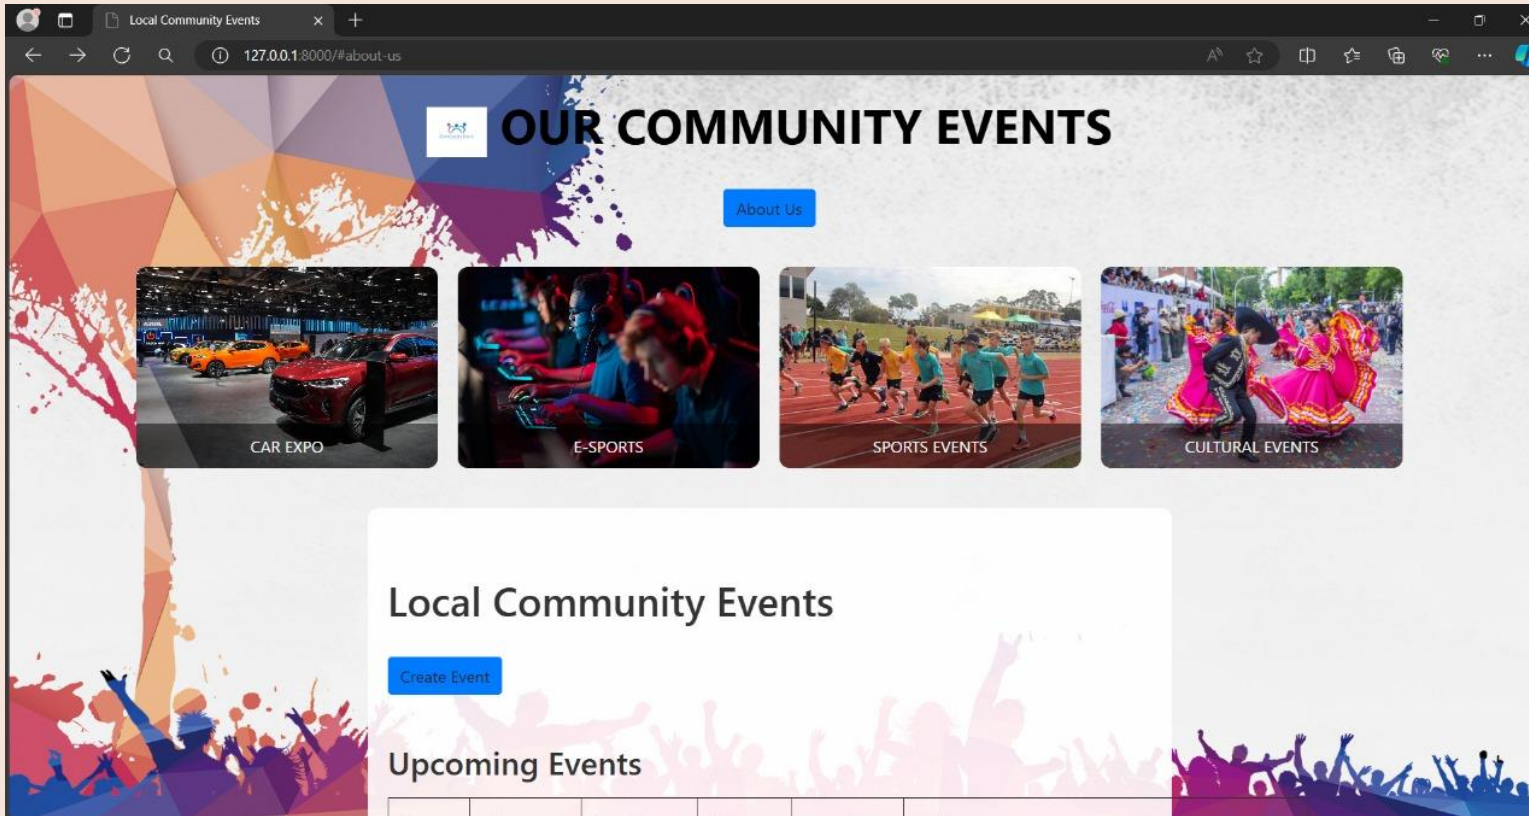 Local Community Events
127.0.0.1:8000/#about-us
OUR COMMUNITY EVENTS
About Us
CAR EXPO
E-SPORTS
SPORTS EVENTS
CULTURAL EVENTS
Local Community Events
Create Event
Upcoming Events